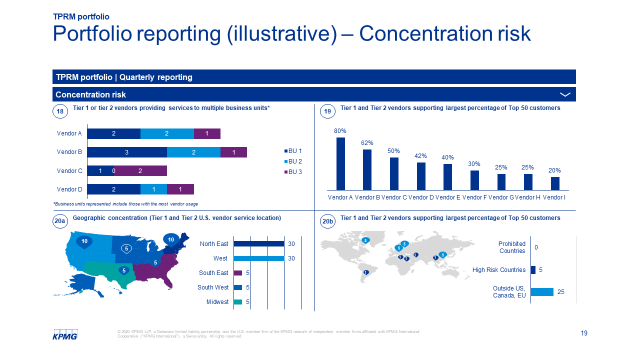 TPRM portfolio
Portfolio reporting (illustrative) – Concentration risk
TPRM portfolio | Quarterly reporting
Concentration risk
18
Tier 1 or tier 2 vendors providing services to multiple business units*
Vendor A
2
2
1
Vendor B
3
2
1
Vendor C
1
0
2
Vendor D
2
1
1
BU 1
BU 2
BU 3
*Business units represented include those with the most vendor usage
19
Tier 1 and Tier 2 vendors supporting largest percentage of Top 50 customers
80%
62%
50%
42%
40%
30%
25%
25%
20%
Vendor A Vendor B Vendor C Vendor D Vendor E Vendor F Vendor G Vendor H Vendor I
20a
Geographic concentration (Tier 1 and Tier 2 U.S. vendor service location)
10
5
10
5
5
North East
30
West
30
South East
5
South West
5
Midwest
5
20b
Tier 1 and Tier 2 vendors supporting largest percentage of Top 50 customers
Prohibited
Countries
0
High Risk Countries
5
Outside US,
Canada, EU
25
KPMG
19